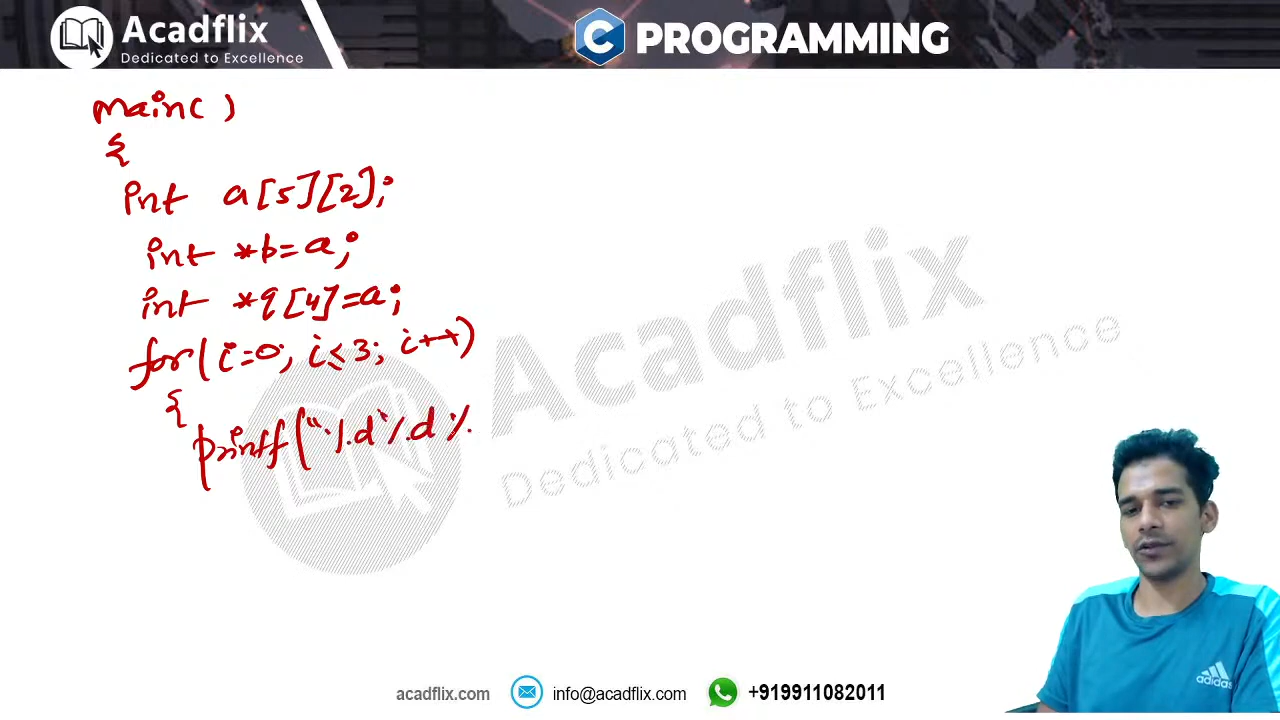 Acadflix
Dedicated to Excellence
C PROGRAMMING
main( )
{
int a[5][2];
int *b=a;
int *q[4]=a;
for(i=0; i≤3; i++)
{
printf("%d %d %
Acadflix
Dedicated to Excellence
adidas
acadflix.com
info@acadflix.com
+919911082011